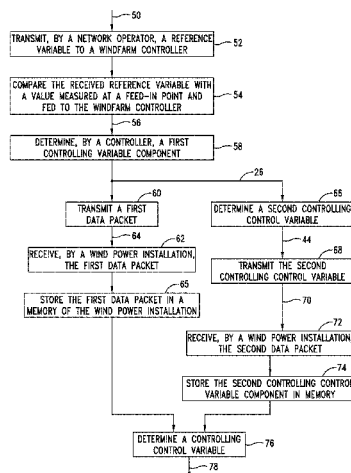 50
TRANSMIT, BY A NETWORK OPERATOR, A REFERENCE
VARIABLE TO A WINDFARM CONTROLLER
52
COMPARE THE RECEIVED REFERENCE VARIABLE WITH
A VALUE MEASURED AT A FEED-IN POINT AND
FED TO THE WINDFARM CONTROLLER
54
56
DETERMINE, BY A CONTROLLER, A FIRST
CONTROLLING VARIABLE COMPONENT
58
26
60
TRANSMIT A FIRST
DATA PACKET
66
DETERMINE A SECOND CONTROLLING
CONTROL VARIABLE
64
62
RECEIVE, BY A WIND POWER INSTALLATION,
THE FIRST DATA PACKET
44
68
TRANSMIT THE SECOND
CONTROLLING CONTROL VARIABLE
65
STORE THE FIRST DATA PACKET IN A
MEMORY OF THE WIND POWER INSTALLATION
70
72
RECEIVE, BY A WIND POWER INSTALLATION,
THE SECOND DATA PACKET
74
STORE THE SECOND CONTROLLING CONTROL
VARIABLE COMPONENT IN MEMORY
DETERMINE A CONTROLLING
CONTROL VARIABLE
76
78